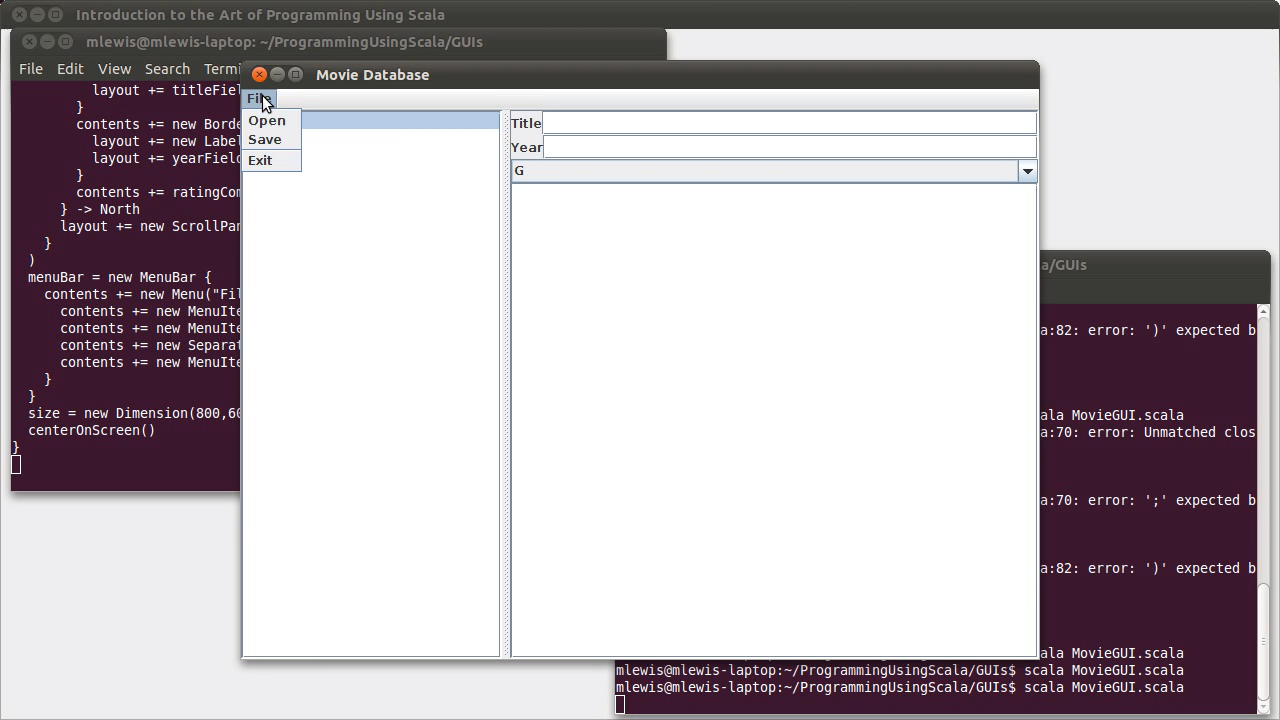 Introduction to the Art of Programming Using Scala
mlewis@mlewis-laptop: ~/ProgrammingUsingScala/GUIs
File Edit View Search Termi
layout += titleFiel
}
contents += new Borde
layout += new Label
layout += yearField
}
contents += ratingCom
} -> North
layout += new ScrollPan
}
)
menuBar = new MenuBar {
contents += new Menu("Fil
contents += new MenuIte
contents += new MenuIte
contents += new Separat
contents += new MenuIte
}
}
size = new Dimension(800,60
centerOnScreen()
}
Movie Database
File
Open
Save
Exit
Title
Year
G
a/GUIs
a:82: error: ')' expected b
ala MovieGUI.scala
a:70: error: Unmatched clos
a:70: error: ';' expected b
a:82: error: ')' expected b
ala MovieGUI.scala
mlewis@mlewis-laptop:~/ProgrammingUsingScala/GUIs$ scala MovieGUI.scala
mlewis@mlewis-laptop:~/ProgrammingUsingScala/GUIs$ scala MovieGUI.scala